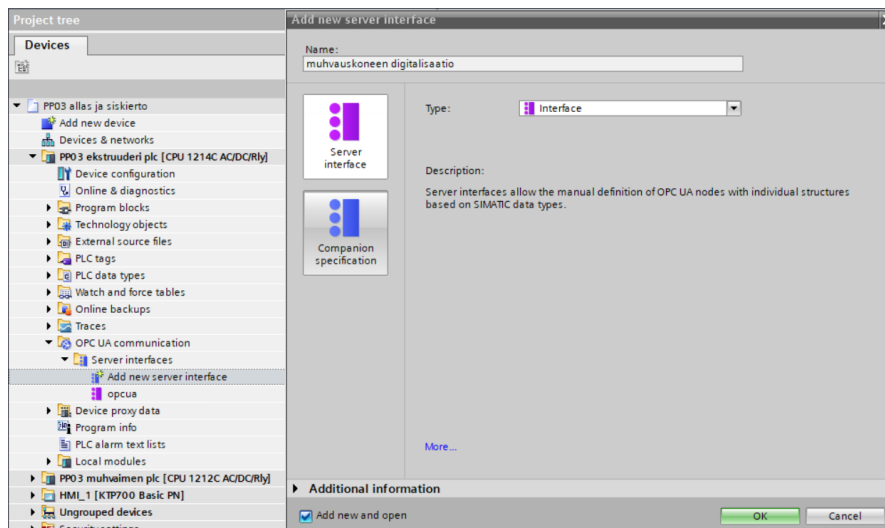 Project tree
Devices
PP03 allas ja siskierto
Add new device
Devices & networks
PP03 ekstruuderi plc [CPU 1214C AC/DC/Rly]
Device configuration
Online & diagnostics
Program blocks
Technology objects
External source files
PLC tags
PLC data types
Watch and force tables
Online backups
Traces
OPC UA communication
Server interfaces
Add new server interface
opcua
Device proxy data
Program info
PLC alarm text lists
Local modules
PP03 muhvaimen plc [CPU 1212C AC/DC/Rly]
HMI_1 [KTP700 Basic PN]
Ungrouped devices
Security settings
Add new server interface
Name:
muhvauskoneen digitalisaatio
Server
interface
Companion
specification
Type:
Interface
Description:
Server interfaces allow the manual definition of OPC UA nodes with individual structures
based on SIMATIC data types.
More...
Additional information
Add new and open
OK
Cancel